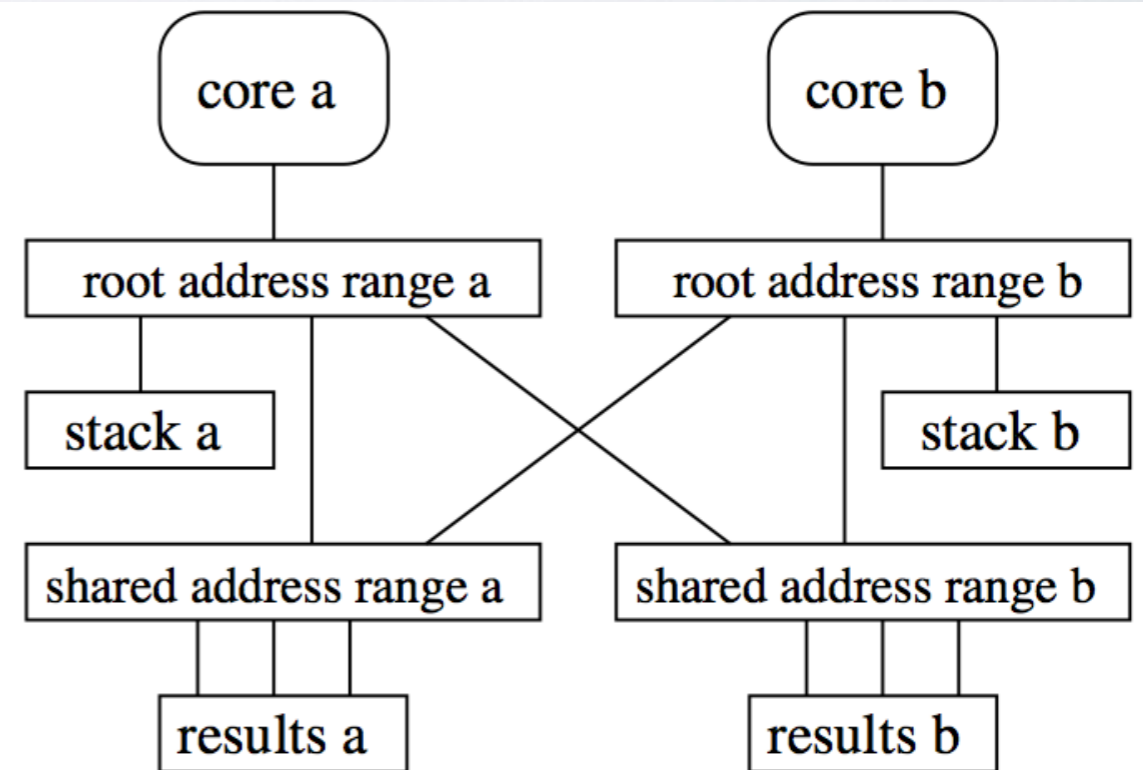 core a
core b
root address range a
root address range b
stack a
stack b
shared address range a
shared address range b
results a
results b